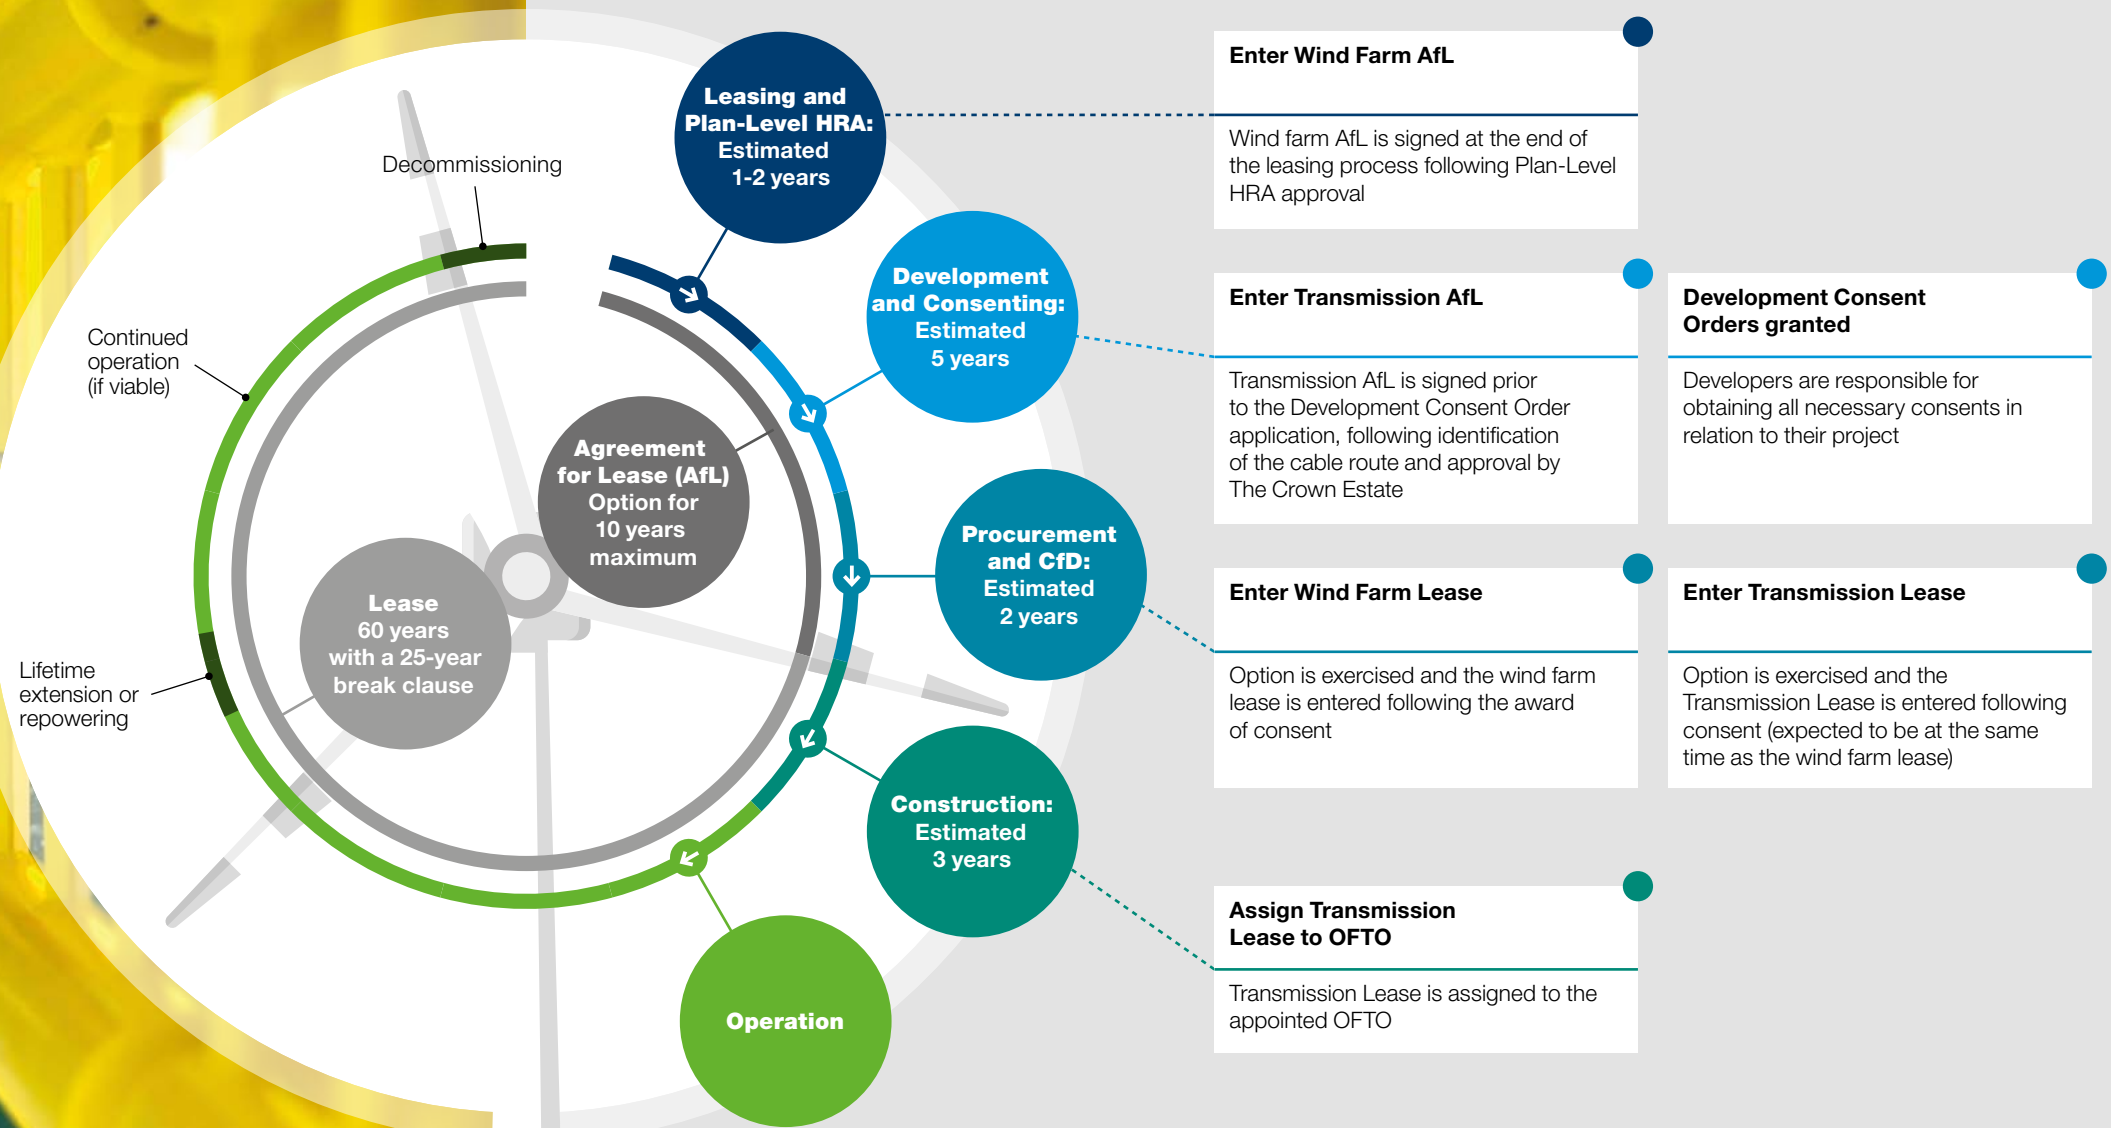 Leasing and
Plan-Level HRA:
Estimated
1-2 years
Enter Wind Farm AfL
Wind farm AfL is signed at the end of
the leasing process following Plan-Level
HRA approval
Decommissioning
Development
and Consenting:
Estimated
5 years
Enter Transmission AfL
Transmission AfL is signed prior
to the Development Consent Order
application, following identification
of the cable route and approval by
The Crown Estate
Development Consent
Orders granted
Developers are responsible for
obtaining all necessary consents in
relation to their project
Continued
operation
(if viable)
Agreement
for Lease (AfL)
Option for
10 years
maximum
Procurement
and CfD:
Estimated
2 years
Enter Wind Farm Lease
Option is exercised and the wind farm
lease is entered following the award
of consent
Enter Transmission Lease
Option is exercised and the
Transmission Lease is entered following
consent (expected to be at the same
time as the wind farm lease)
Lease
60 years
with a 25-year
break clause
Lifetime
extension or
repowering
Construction:
Estimated
3 years
Assign Transmission
Lease to OFTO
Transmission Lease is assigned to the
appointed OFTO
Operation